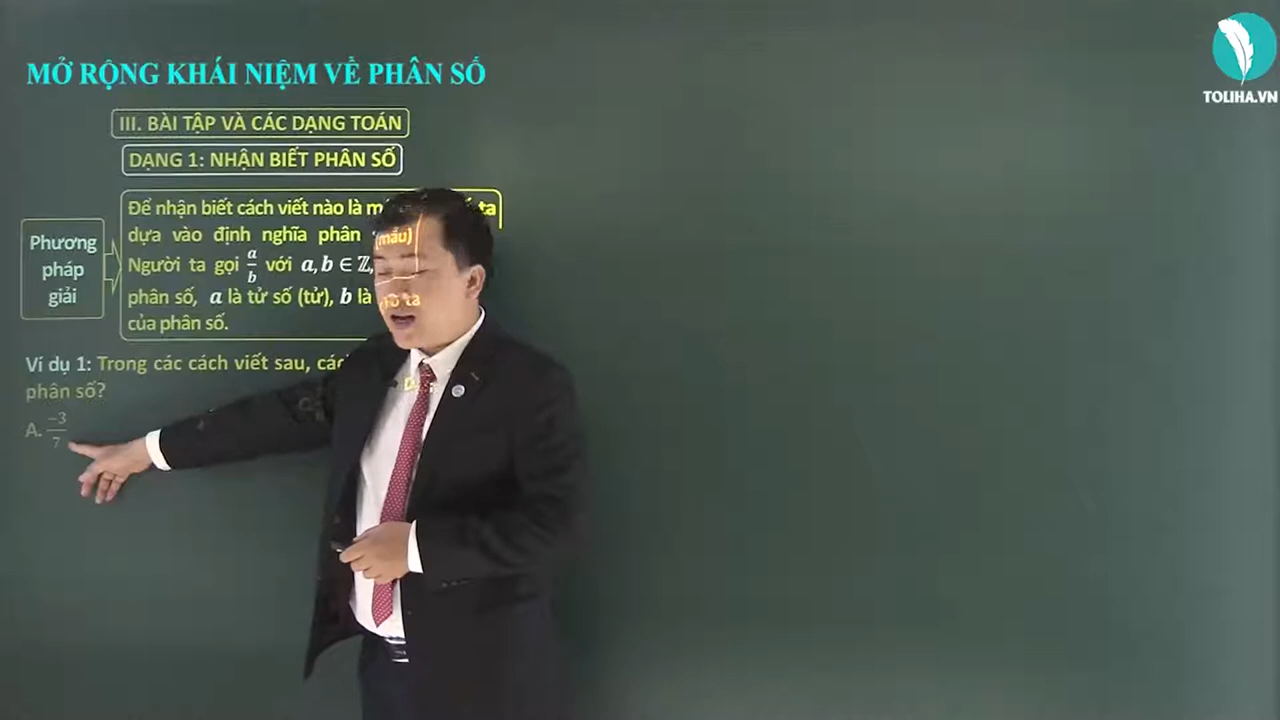 MỞ RỘNG KHÁI NIỆM VỀ PHÂN SỐ
TOLIHA.VN
III. BÀI TẬP VÀ CÁC DẠNG TOÁN
DẠNG 1: NHẬN BIẾT PHÂN SỐ
Phương
pháp
giải
Để nhận biết cách viết nào là ta
dựa vào định nghĩa phân (mẫu)
Người ta gọi a/b với a, b ∈ ℤ,
phân số, a là tử số (tử), b là ta
của phân số.
Ví dụ 1: Trong các cách viết sau,
phân số?
A. -3/7